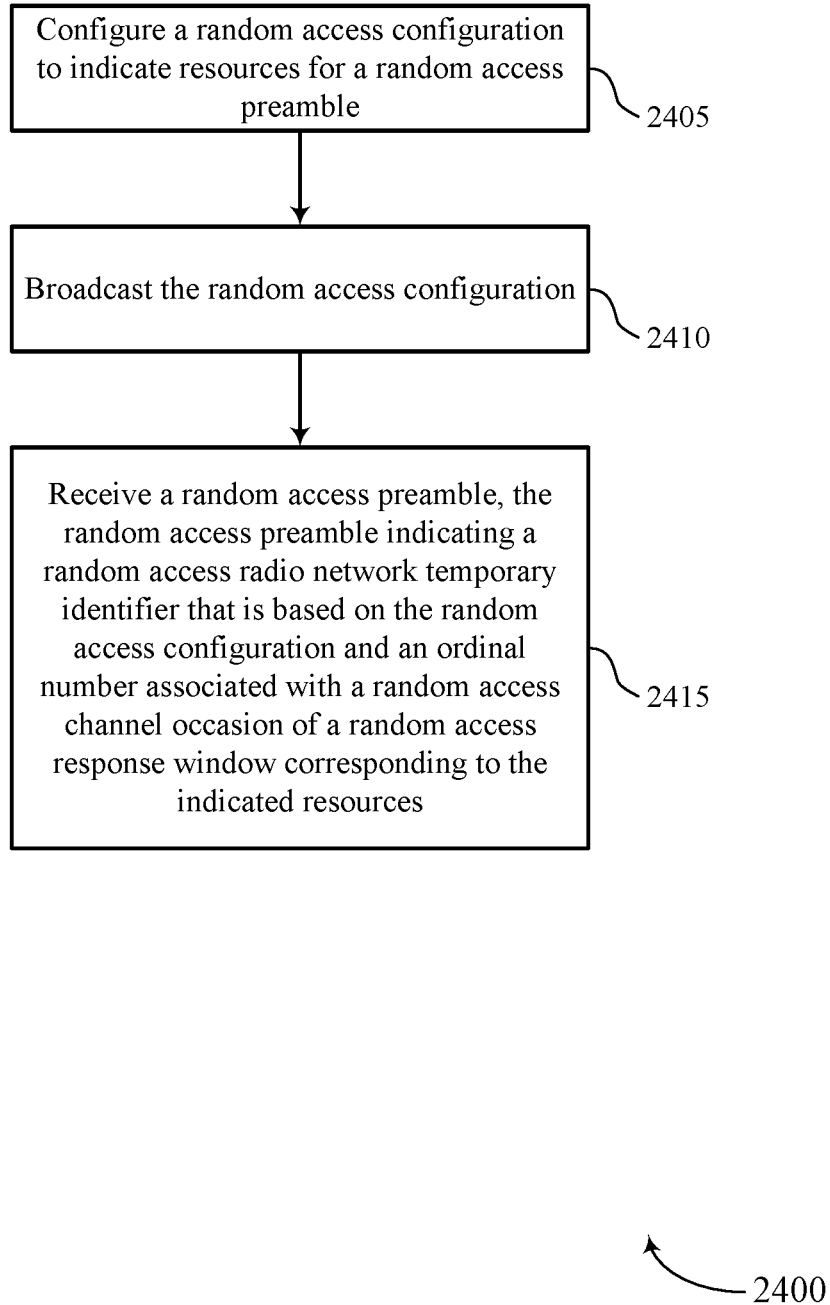 Configure a random access configuration
to indicate resources for a random access
preamble
2405
Broadcast the random access configuration
2410
Receive a random access preamble, the
random access preamble indicating a
random access radio network temporary
identifier that is based on the random
access configuration and an ordinal
number associated with a random access
channel occasion of a random access
response window corresponding to the
indicated resources
2415
2400